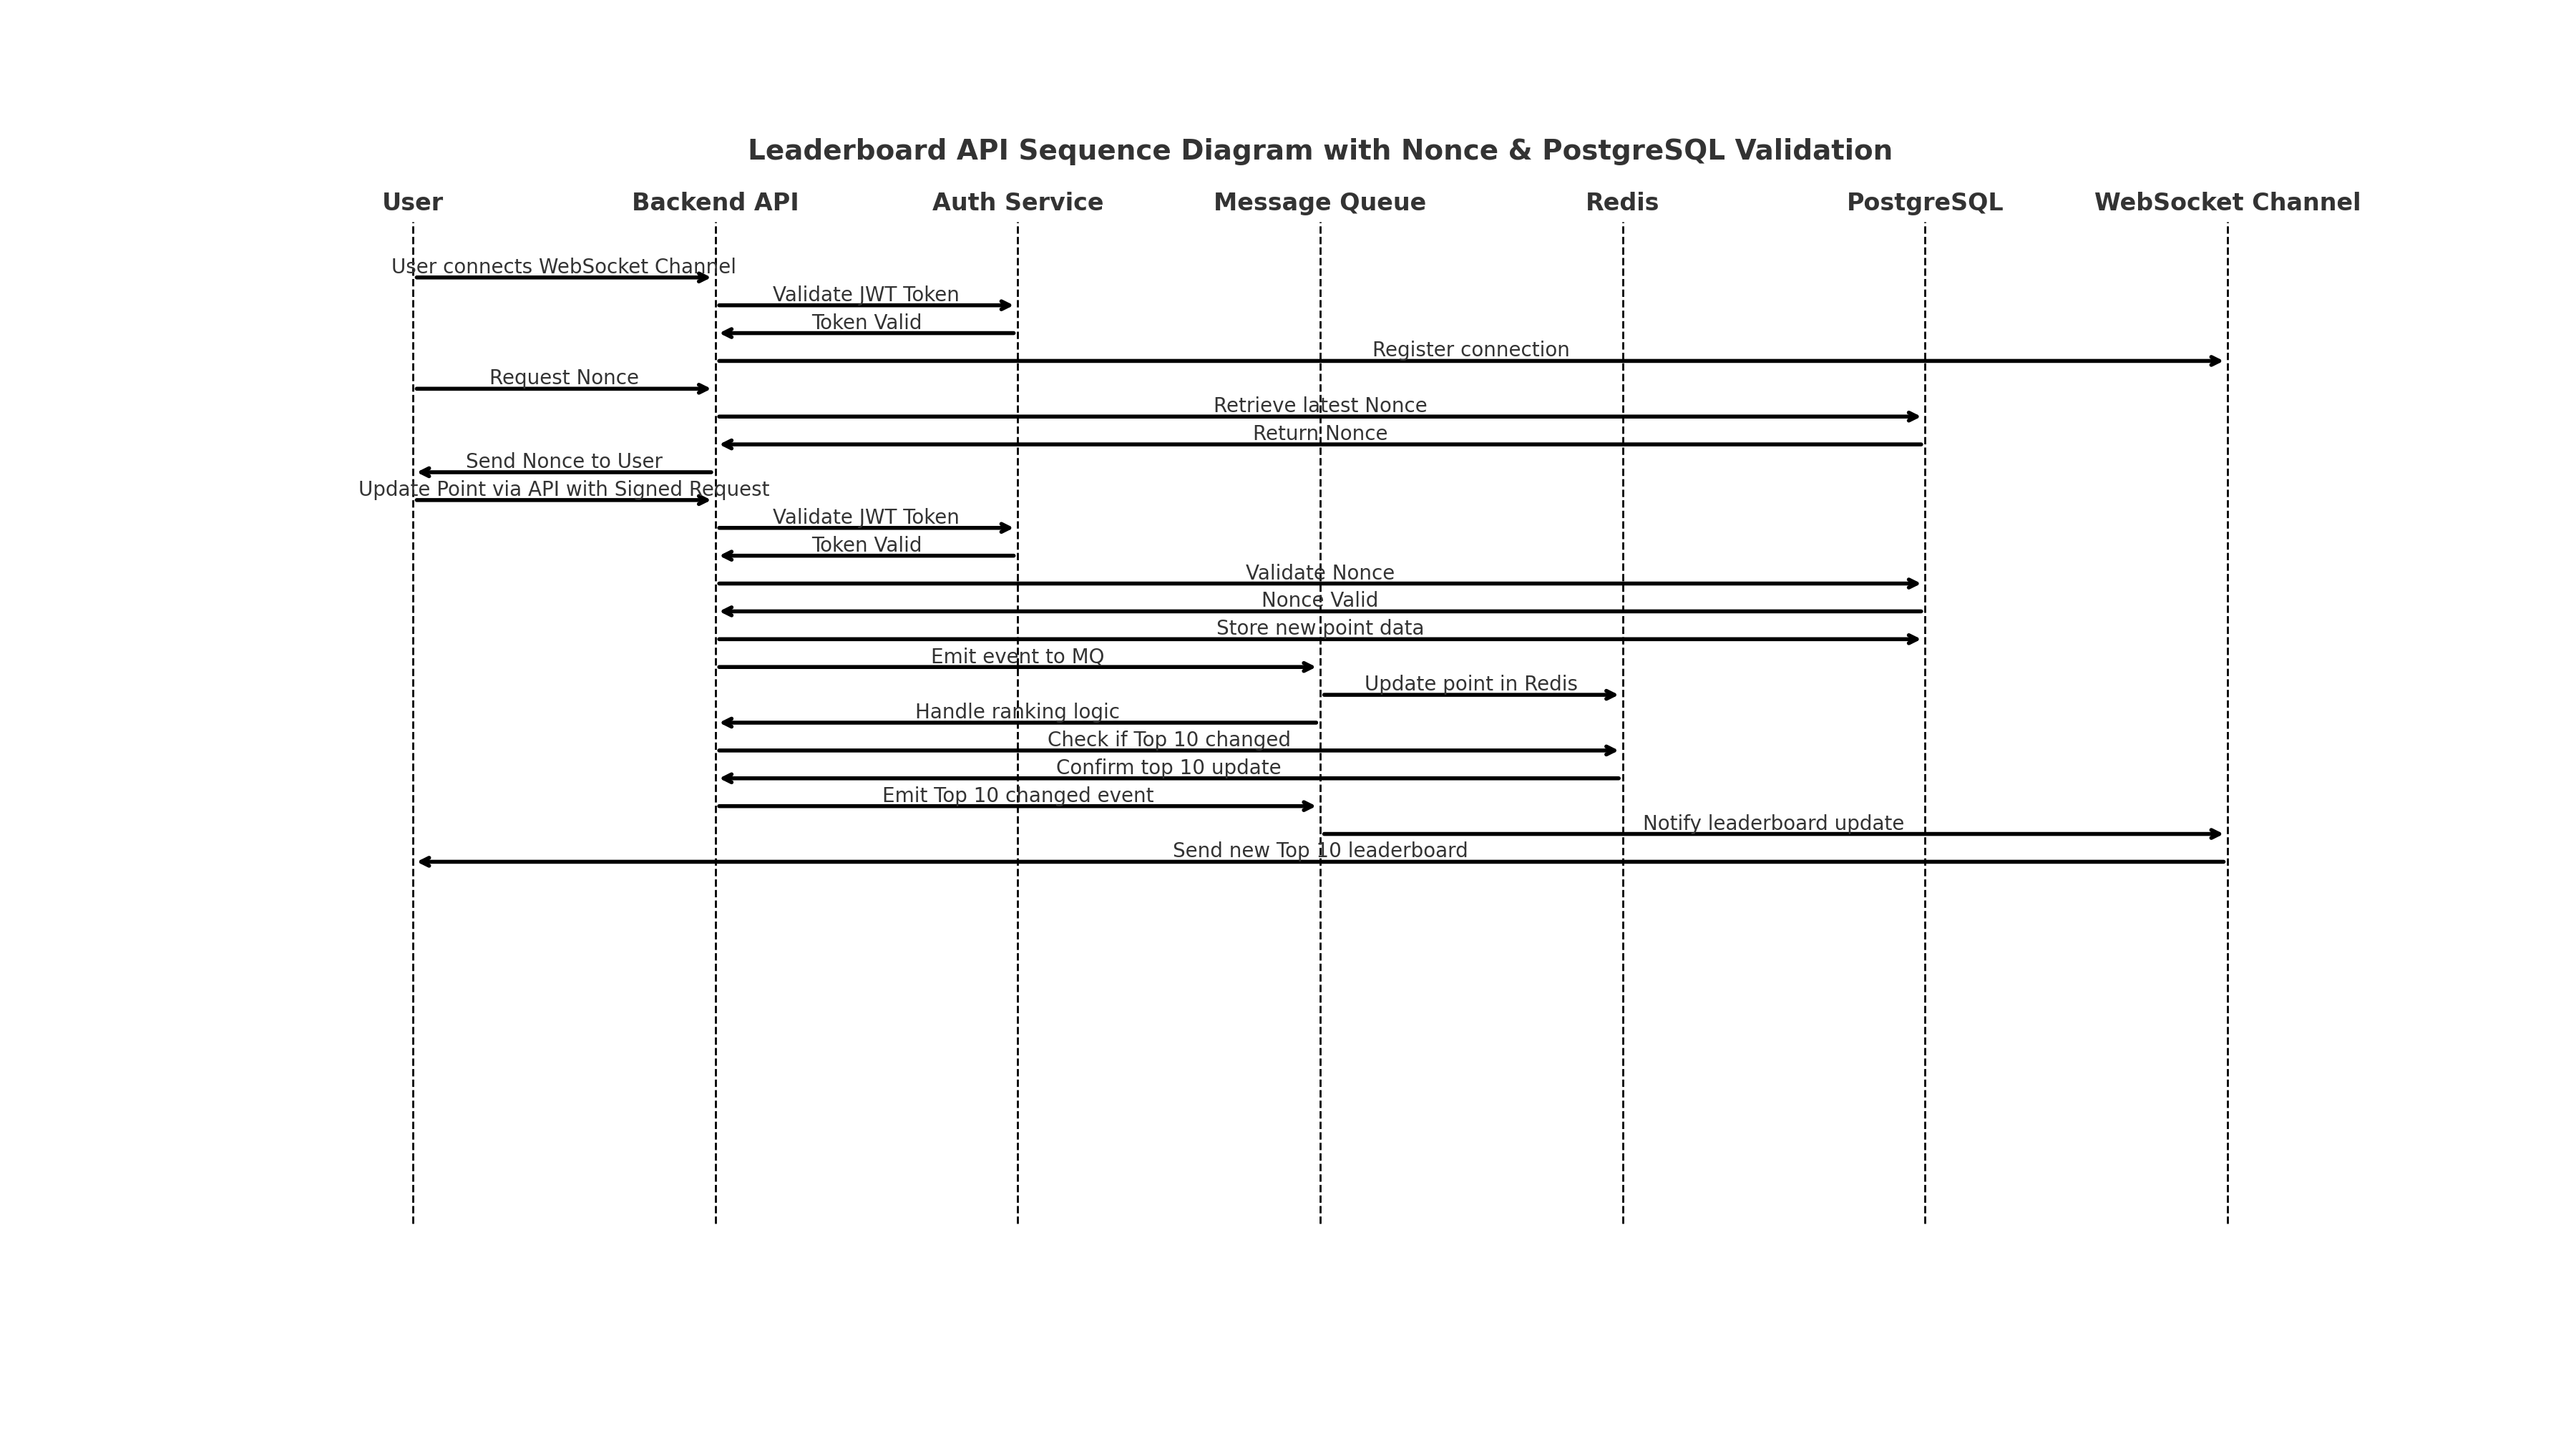 Leaderboard API Sequence Diagram with Nonce & PostgreSQL Validation
User
Backend API
Auth Service
Message Queue
Redis
PostgreSQL
WebSocket Channel
User connects WebSocket Channel
Validate JWT Token
Token Valid
Register connection
Request Nonce
Retrieve latest Nonce
Return Nonce
Send Nonce to User
Update Point via API with Signed Request
Validate JWT Token
Token Valid
Validate Nonce
Nonce Valid
Store new point data
Emit event to MQ
Update point in Redis
Handle ranking logic
Check if Top 10 changed
Confirm top 10 update
Emit Top 10 changed event
Notify leaderboard update
Send new Top 10 leaderboard